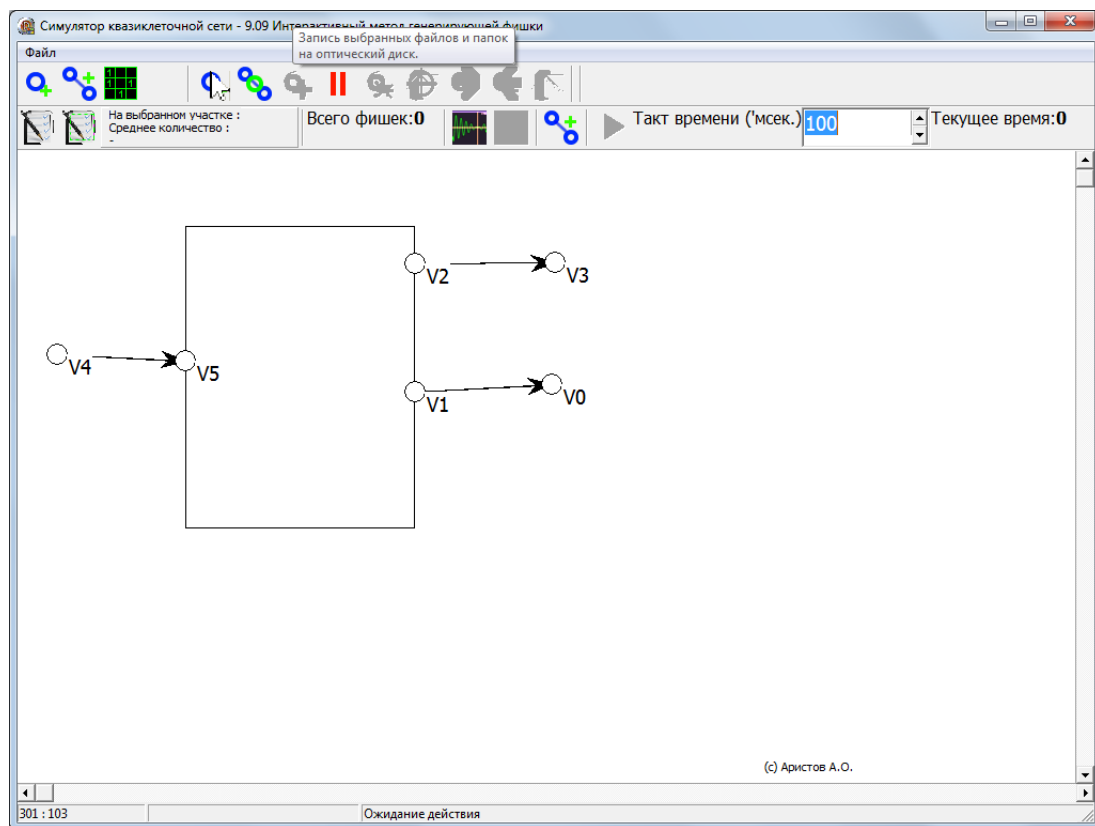 Симулятор квазиклеточной сети - 9.09 Интерактивный метод генерирующей фишки
Запись выбранных файлов и папок
на оптический диск.
Файл
На выбранном участке :
Среднее количество :
-
Всего фишек:0
Такт времени ('мсек.) 100
Текущее время:0
V2
V3
V4
V5
V1
V0
(c) Аристов А.О.
301 : 103
Ожидание действия